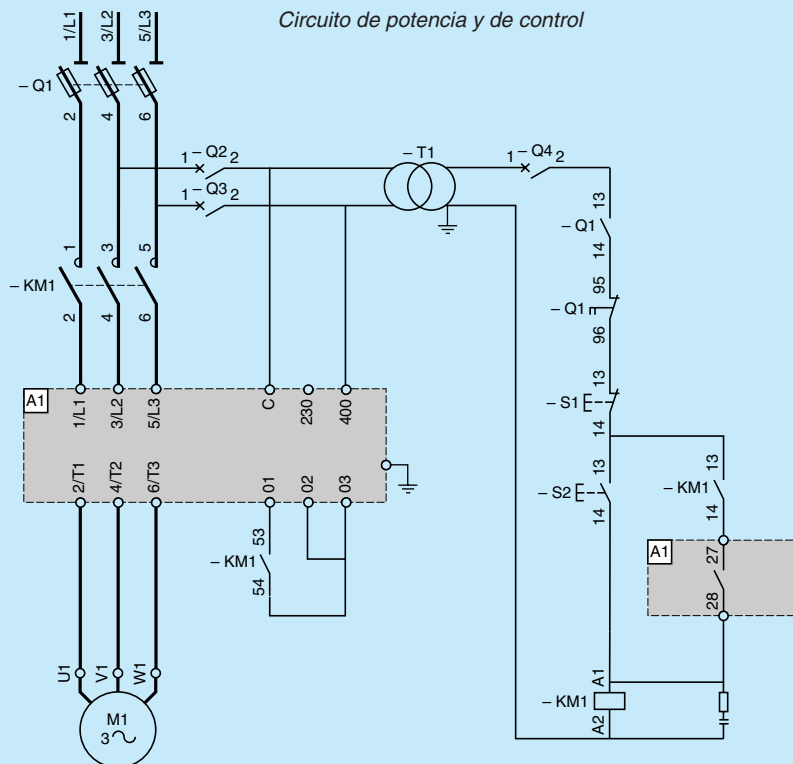 Circuito de potencia y de control
1/L1
3/L2
5/L3
– Q1
2
4
6
1 – Q2 2
1 – Q3 2
– T1
1 – Q4 2
13
– Q1
14
95
– Q1
96
13
– S1
14
13
– S2
14
13
– KM1
14
1
3
5
– KM1
2
4
6
A1
1/L1
3/L2
5/L3
C
230
400
2/T1
4/T2
6/T3
01
02
03
53
– KM1
54
A1
27
28
A1
– KM1
A2
U1
V1
W1
M1
3